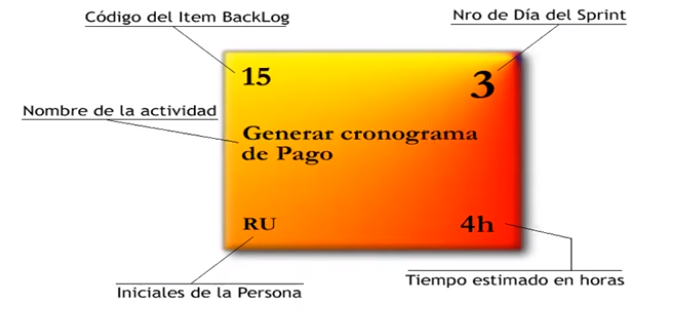 Código del Item BackLog
Nro de Día del Sprint
15
3
Nombre de la actividad
Generar cronograma
de Pago
RU
4h
Tiempo estimado en horas
Iniciales de la Persona